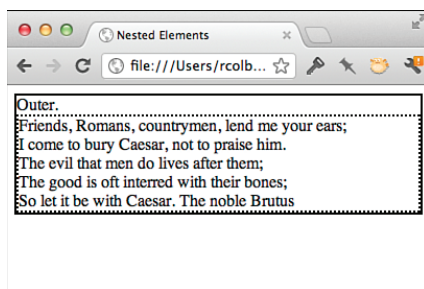 Nested Elements
file:///Users/rcolb...
Outer.
Friends, Romans, countrymen, lend me your ears;
I come to bury Caesar, not to praise him.
The evil that men do lives after them;
The good is oft interred with their bones;
So let it be with Caesar. The noble Brutus